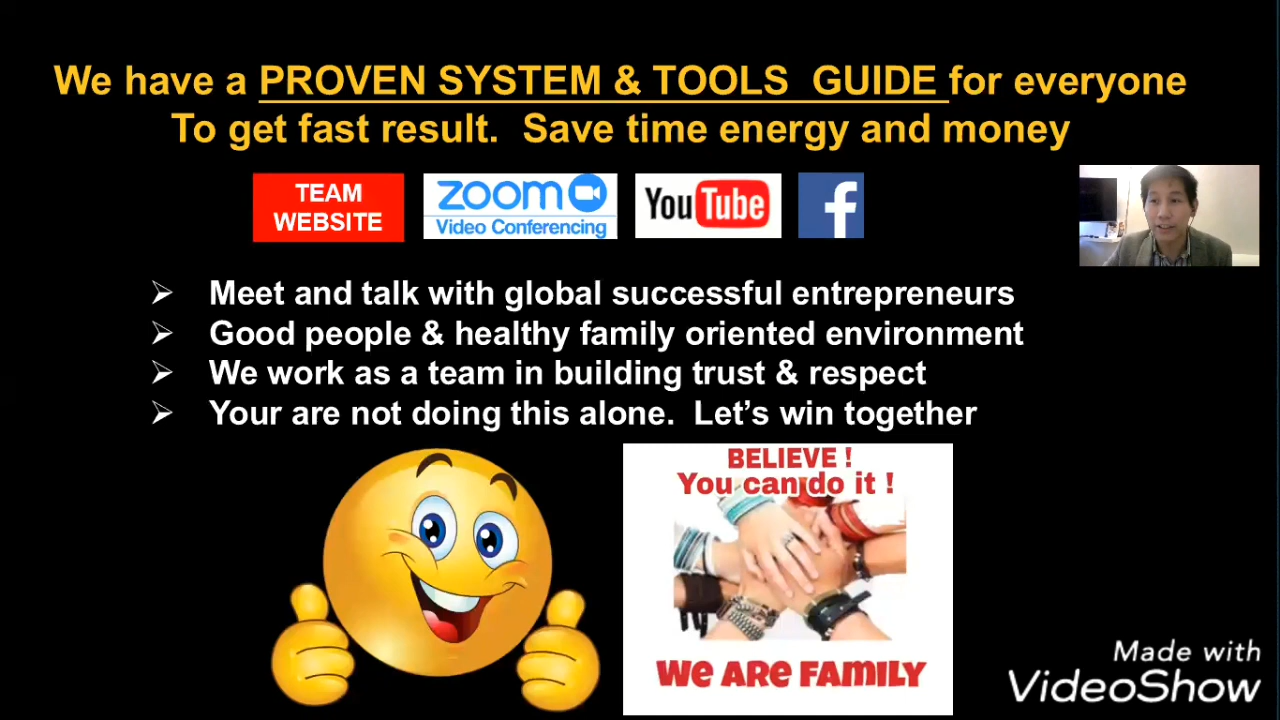 We have a PROVEN SYSTEM & TOOLS GUIDE for everyone
To get fast result. Save time energy and money
TEAM
WEBSITE
zoom
Video Conferencing
YouTube
f
Meet and talk with global successful entrepreneurs
Good people & healthy family oriented environment
We work as a team in building trust & respect
Your are not doing this alone. Let's win together
BELIEVE !
You can do it !
WE ARE FAMILY
Made with
VideoShow